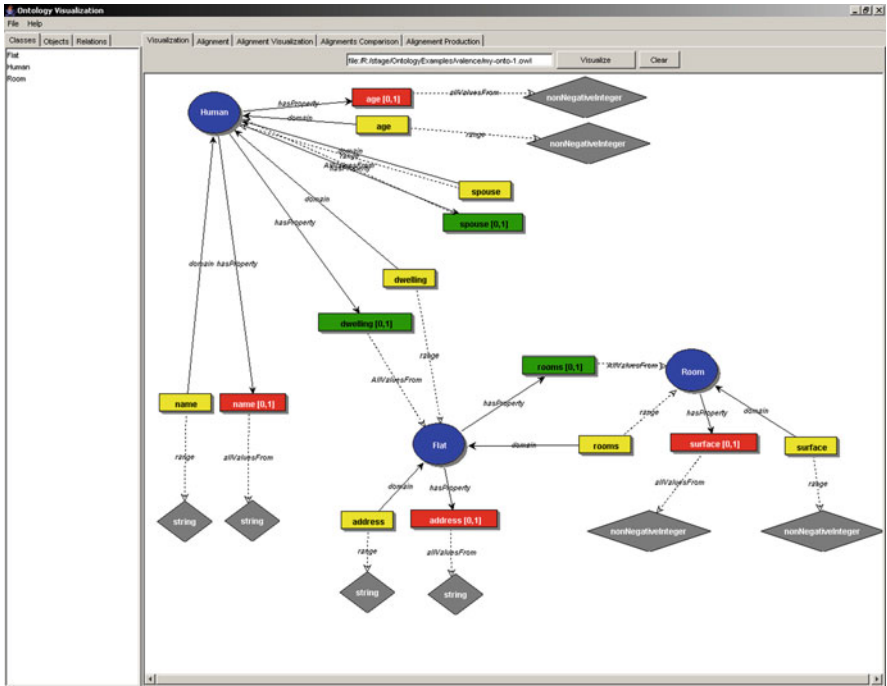 Ontology Visualization
File Help
Classes Objects Relations
Visualization Alignment Alignment Visualization Alignments Comparison Alignement Production
Flat
Human
Room
file:/R:/stage/OntologyExamples/valence/my-onto-1.owl Visualize Clear
Human
hasProperty
age [0,1]
allValuesFrom
nonNegativeInteger
domain
age
range
nonNegativeInteger
domain
range
AllValuesFrom
hasProperty
spouse
spouse [0,1]
domain
hasProperty
dwelling
domain hasProperty
dwelling [0,1]
range
AllValuesFrom
rooms [0,1]
AllValuesFrom
Room
name
name [0,1]
hasProperty
range
hasProperty
domain
Flat
domain
rooms
surface [0,1]
surface
range
allValuesFrom
domain
hasProperty
allValuesFrom
range
string
string
address
address [0,1]
nonNegativeInteger
nonNegativeInteger
range
allValuesFrom
string
string